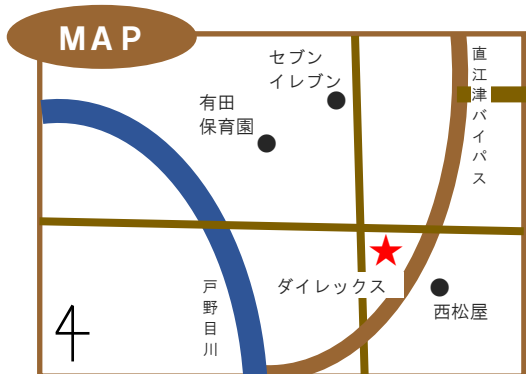 MAP
セブン
イレブン
有田
保育園
直江津バイパス
ダイレックス
戸野目川
西松屋